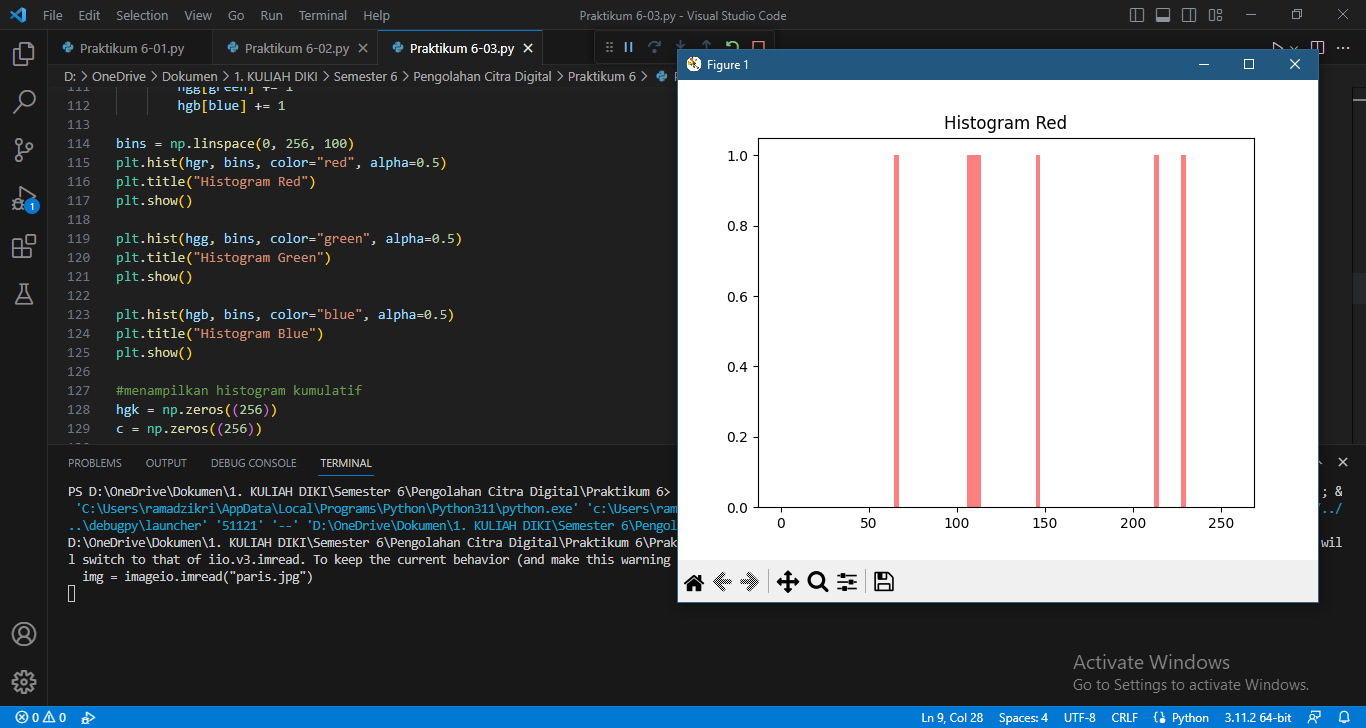 File Edit Selection View Go Run Terminal Help Praktikum 6-03.py - Visual Studio Code
Praktikum 6-01.py Praktikum 6-02.py Praktikum 6-03.py
D: > OneDrive > Dokumen > 1. KULIAH DIKI > Semester 6 > Pengolahan Citra Digital > Praktikum 6 >
111 hgg[green] += 1
112 hgb[blue] += 1
113
114 bins = np.linspace(0, 256, 100)
115 plt.hist(hgr, bins, color="red", alpha=0.5)
116 plt.title("Histogram Red")
117 plt.show()
118
119 plt.hist(hgg, bins, color="green", alpha=0.5)
120 plt.title("Histogram Green")
121 plt.show()
122
123 plt.hist(hgb, bins, color="blue", alpha=0.5)
124 plt.title("Histogram Blue")
125 plt.show()
126
127 #menampilkan histogram kumulatif
128 hgk = np.zeros((256))
129 c = np.zeros((256))
Figure 1
Histogram Red
1.0
0.8
0.6
0.4
0.2
0.0
0 50 100 150 200 250
1
PROBLEMS OUTPUT DEBUG CONSOLE TERMINAL
PS D:\OneDrive\Dokumen\1. KULIAH DIKI\Semester 6\Pengolahan Citra Digital\Praktikum 6> ; &
'C:\Users\ramadzikri\AppData\Local\Programs\Python\Python311\python.exe' 'c:\Users\ram /../
..\debugpy\launcher' '51121' '--' 'D:\OneDrive\Dokumen\1. KULIAH DIKI\Semester 6\Pengol
D:\OneDrive\Dokumen\1. KULIAH DIKI\Semester 6\Pengolahan Citra Digital\Praktikum 6\Prak wil
l switch to that of iio.v3.imread. To keep the current behavior (and make this warning
img = imageio.imread("paris.jpg")
Activate Windows
Go to Settings to activate Windows.
0 0 Ln 9, Col 28 Spaces: 4 UTF-8 CRLF Python 3.11.2 64-bit